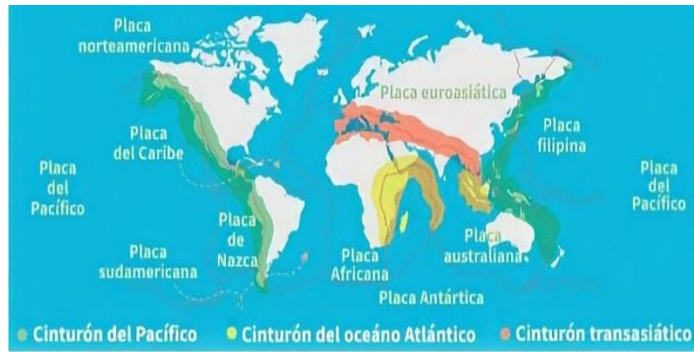 Placa
norteamericana
Placa euroasiática
Placa
del Caribe
Placa
filipina
Placa
del
Pacífico
Placa
del
Pacífico
Placa
de
Nazca
Placa
sudamericana
Placa
Africana
Placa
australiana
Placa Antártica
Cinturón del Pacífico
Cinturón del oceáno Atlántico
Cinturón transasiático